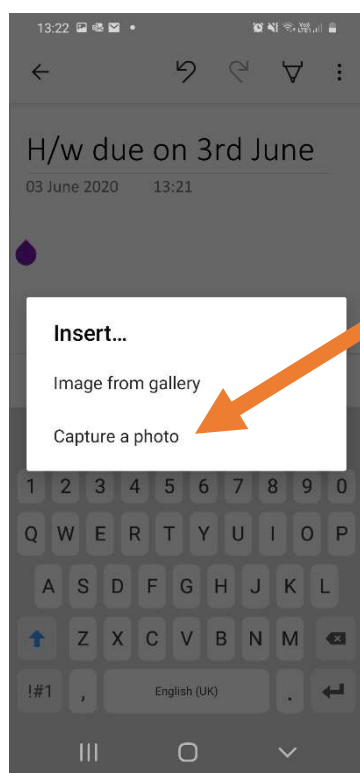 13:22
H/w due on 3rd June
03 June 2020 13:21
Insert...
Image from gallery
Capture a photo
1 2 3 4 5 6 7 8 9 0
Q W E R T Y U I O P
A S D F G H J K L
Z X C V B N M
!#1 , English (UK) .